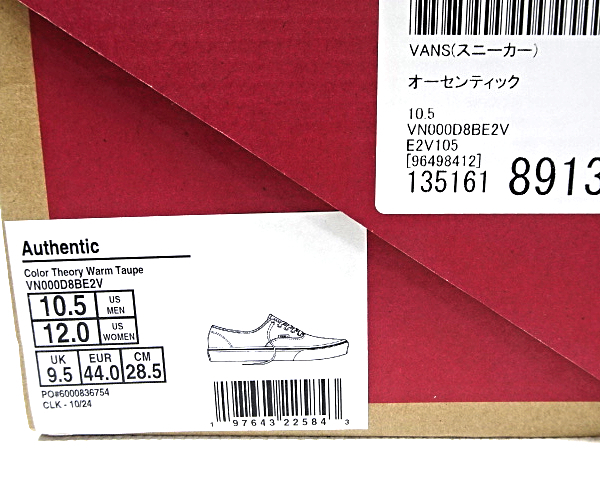 VANS(スニーカー)
オーセンティック
10.5
VN000D8BE2V
E2V105
[96498412]
135161 8913
Authentic
Color Theory Warm Taupe
VN000D8BE2V
10.5 US MEN
12.0 US WOMEN
UK EUR CM
9.5 44.0 28.5
PO#6000836754
CLK - 10/24
1 97643 22584 3